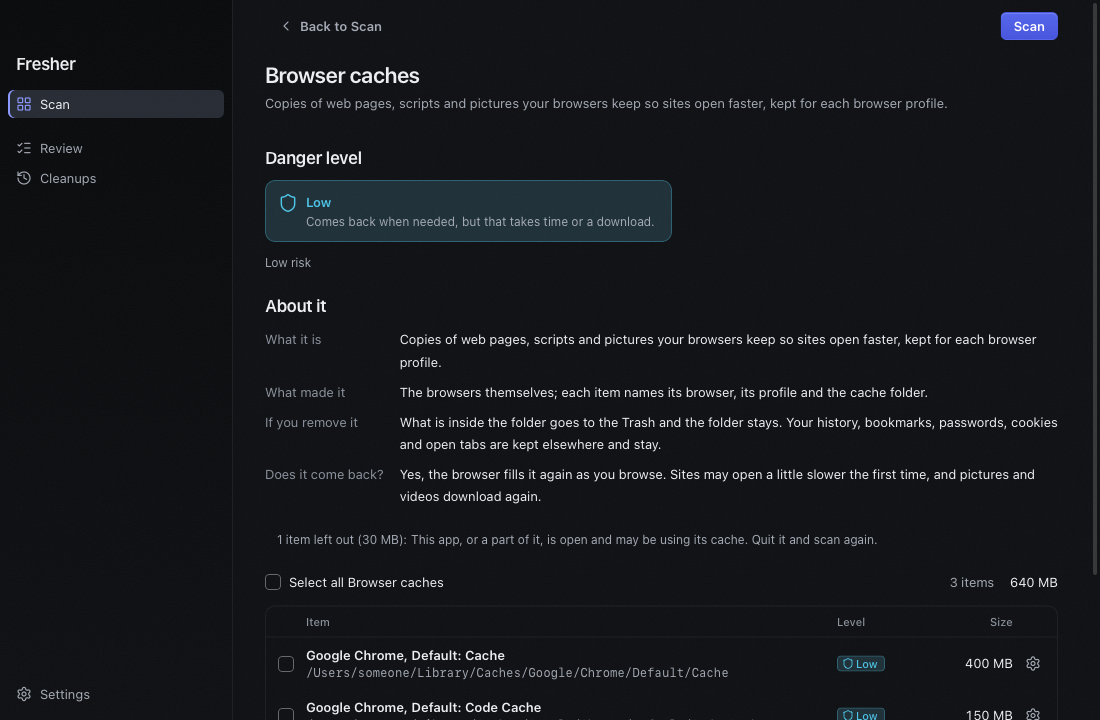 Back to Scan
Scan
Fresher
Scan
Review
Cleanups
Settings
Browser caches
Copies of web pages, scripts and pictures your browsers keep so sites open faster, kept for each browser profile.
Danger level
Low
Comes back when needed, but that takes time or a download.
Low risk
About it
What it is
Copies of web pages, scripts and pictures your browsers keep so sites open faster, kept for each browser
profile.
What made it
The browsers themselves; each item names its browser, its profile and the cache folder.
If you remove it
What is inside the folder goes to the Trash and the folder stays. Your history, bookmarks, passwords, cookies
and open tabs are kept elsewhere and stay.
Does it come back?
Yes, the browser fills it again as you browse. Sites may open a little slower the first time, and pictures and
videos download again.
1 item left out (30 MB): This app, or a part of it, is open and may be using its cache. Quit it and scan again.
Select all Browser caches
3 items
640 MB
Item
Level
Size
Google Chrome, Default: Cache
/Users/someone/Library/Caches/Google/Chrome/Default/Cache
Low
400 MB
Google Chrome, Default: Code Cache
Low
150 MB